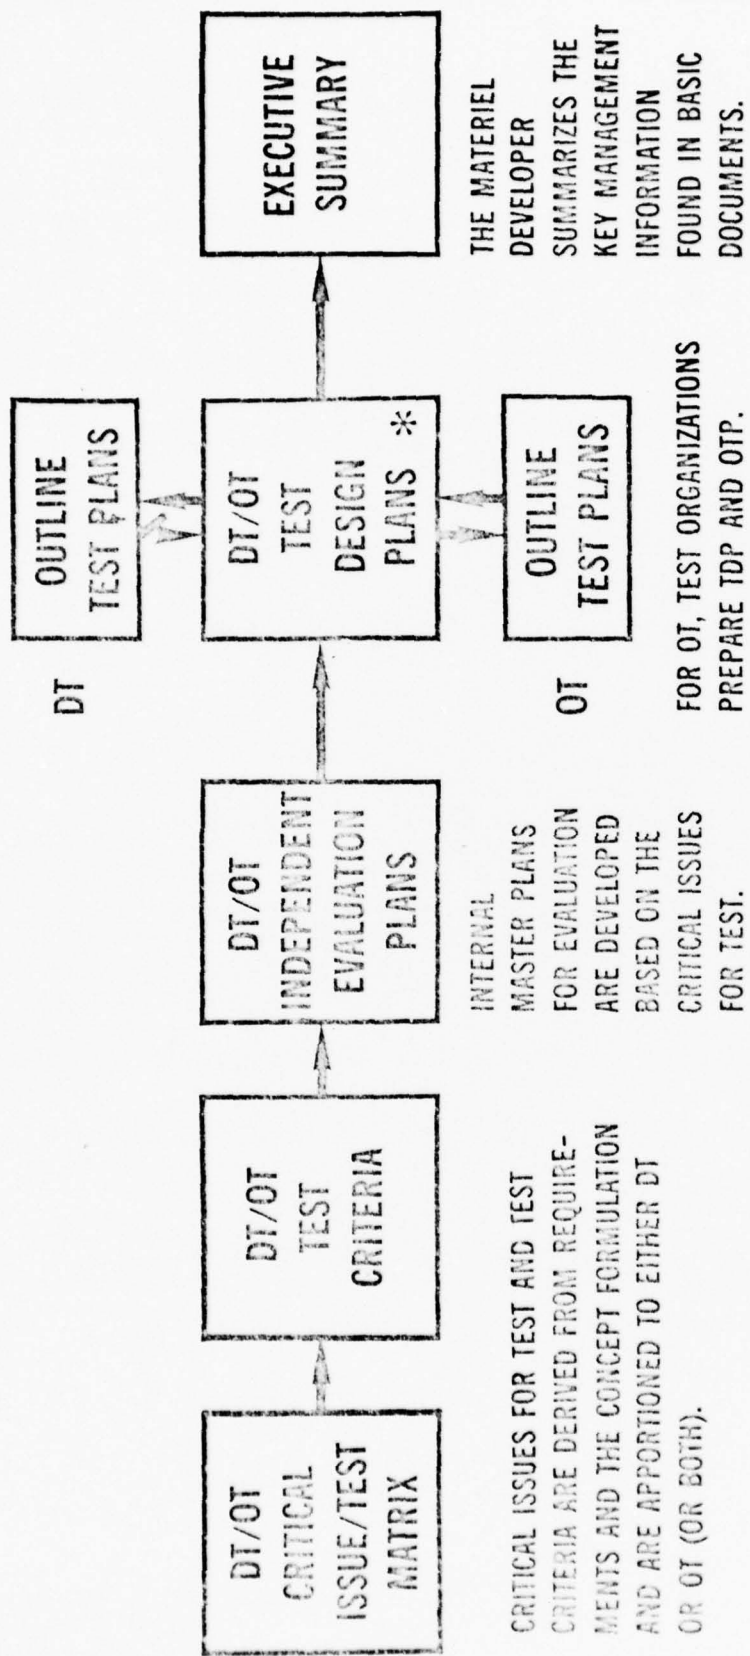 DT/OT
CRITICAL
ISSUE/TEST
MATRIX
DT/OT
TEST
CRITERIA
CRITICAL ISSUES FOR TEST AND TEST
CRITERIA ARE DERIVED FROM REQUIRE-
MENTS AND THE CONCEPT FORMULATION
AND ARE APPORTIONED TO EITHER DT
OR OT (OR BOTH).
DT/OT
INDEPENDENT
EVALUATION
PLANS
INTERNAL
MASTER PLANS
FOR EVALUATION
ARE DEVELOPED
BASED ON THE
CRITICAL ISSUES
FOR TEST.
DT
OUTLINE
TEST PLANS
DT/OT
TEST
DESIGN
PLANS *
OT
OUTLINE
TEST PLANS
FOR OT, TEST ORGANIZATIONS
PREPARE TDP AND OTP.
EXECUTIVE
SUMMARY
THE MATERIEL
DEVELOPER
SUMMARIZES THE
KEY MANAGEMENT
INFORMATION
FOUND IN BASIC
DOCUMENTS.